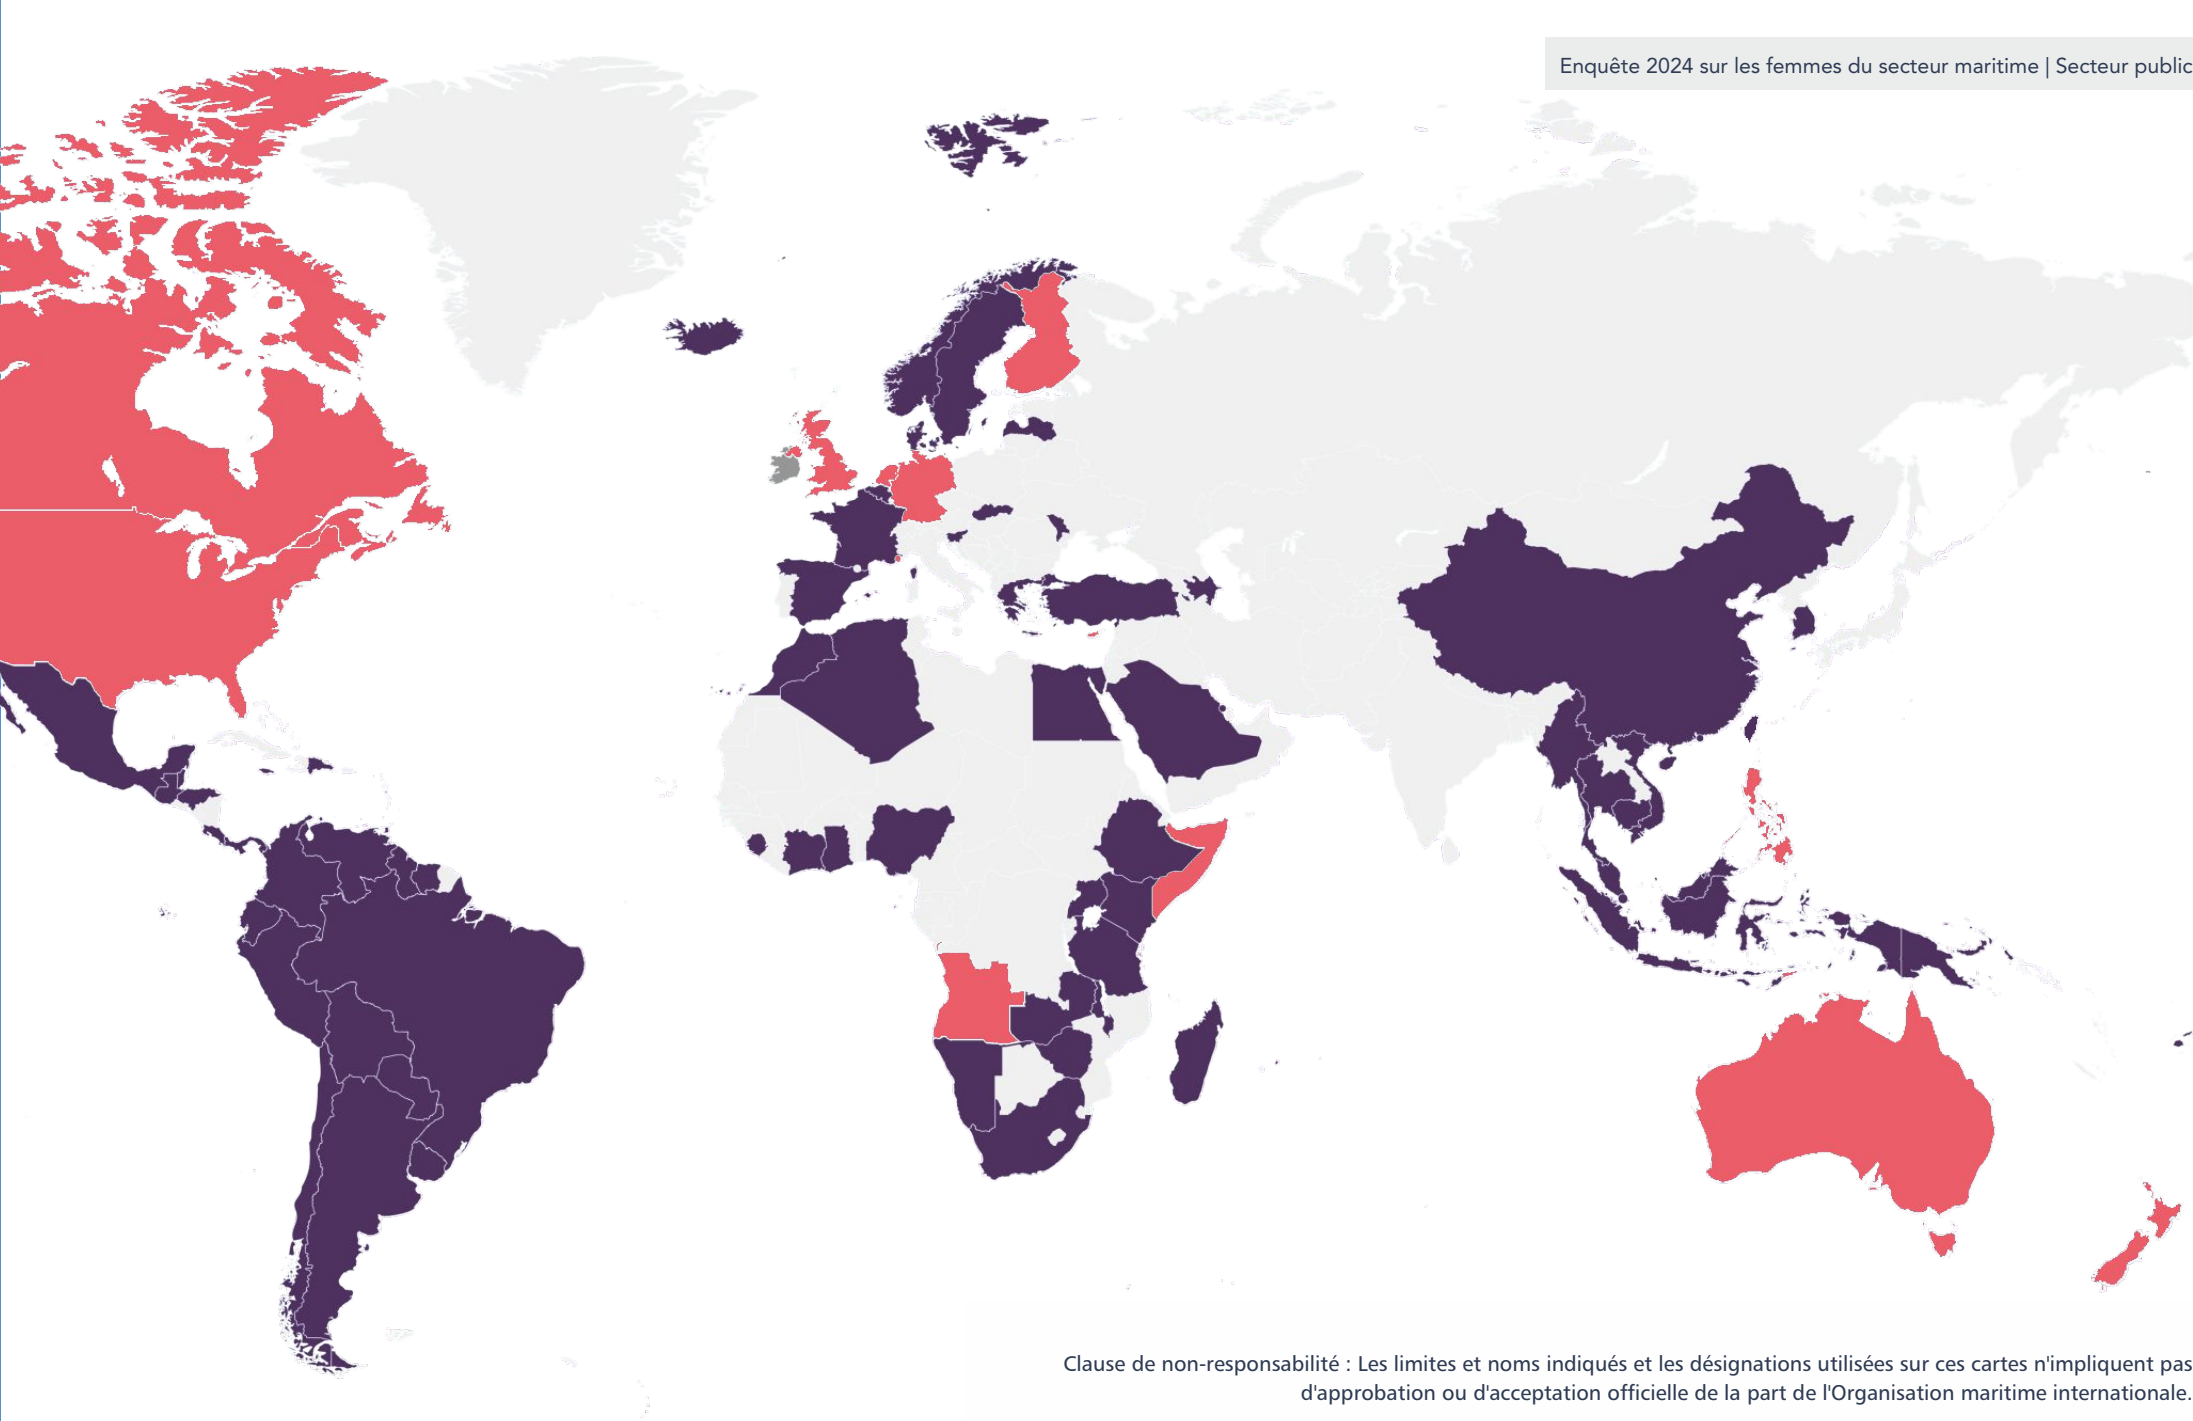 Enquête 2024 sur les femmes du secteur maritime | Secteur public
Clause de non-responsabilité : Les limites et noms indiqués et les désignations utilisées sur ces cartes n'impliquent pas
d'approbation ou d'acceptation officielle de la part de l'Organisation maritime internationale.